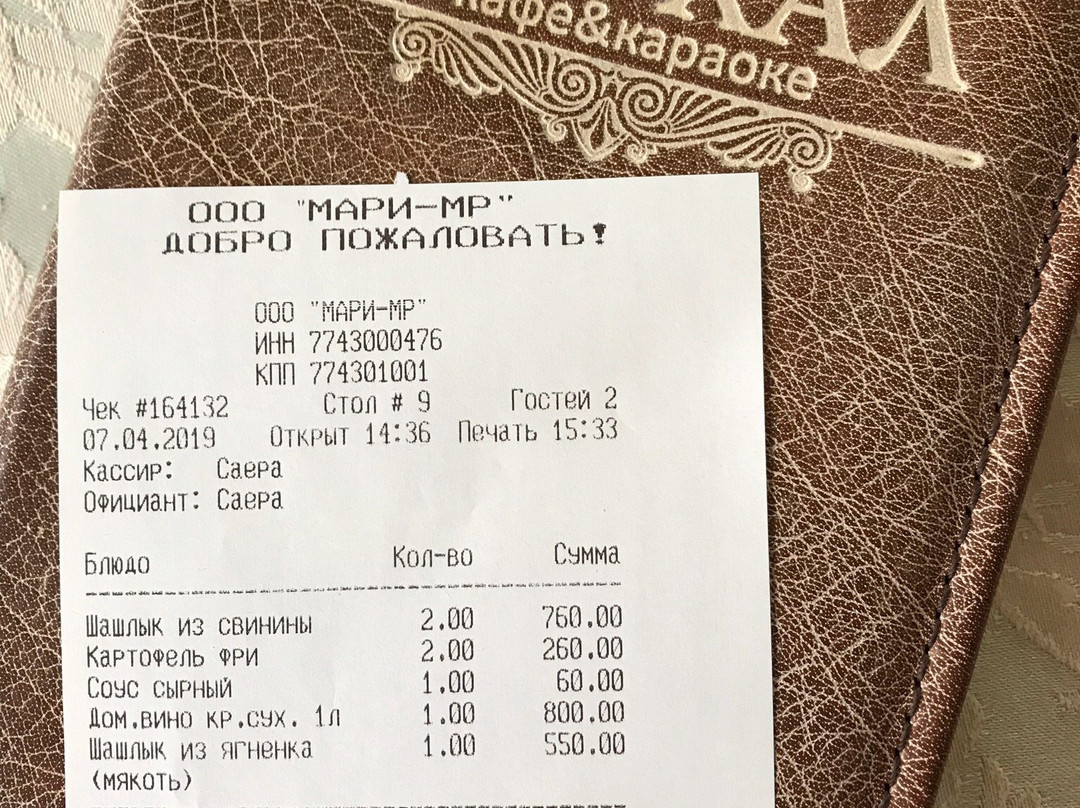 кафе&караоке
ООО "МАРИ-МР"
ДОБРО ПОЖАЛОВАТЬ!
ООО "МАРИ-МР"
ИНН 7743000476
КПП 774301001
Чек #164132 Стол # 9 Гостей 2
07.04.2019 Открыт 14:36 Печать 15:33
Кассир: Саера
Официант: Саера
Блюдо Кол-во Сумма
Шашлык из свинины 2.00 760.00
Картофель фри 2.00 260.00
Соус сырный 1.00 60.00
Дом.вино кр.сух. 1л 1.00 800.00
Шашлык из ягненка 1.00 550.00
(мякоть)